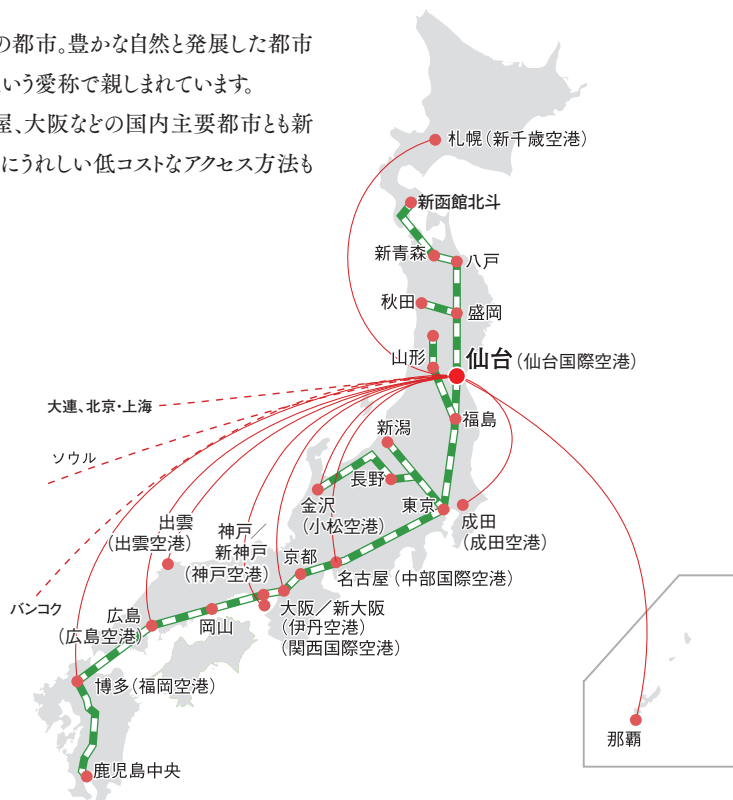 の都市。豊かな自然と発展した都市
いう愛称で親しまれています。
屋、大阪などの国内主要都市とも新
にうれしい低コストなアクセス方法も
札幌（新千歳空港）
新函館北斗
新青森
八戸
秋田
盛岡
山形
仙台（仙台国際空港）
大連、北京・上海
福島
新潟
ソウル
長野
金沢
（小松空港）
東京
成田
（成田空港）
出雲
（出雲空港）
神戸／
新神戸
（神戸空港）
京都
名古屋（中部国際空港）
バンコク
広島
（広島空港）
岡山
大阪／新大阪
（伊丹空港）
（関西国際空港）
博多（福岡空港）
那覇
鹿児島中央